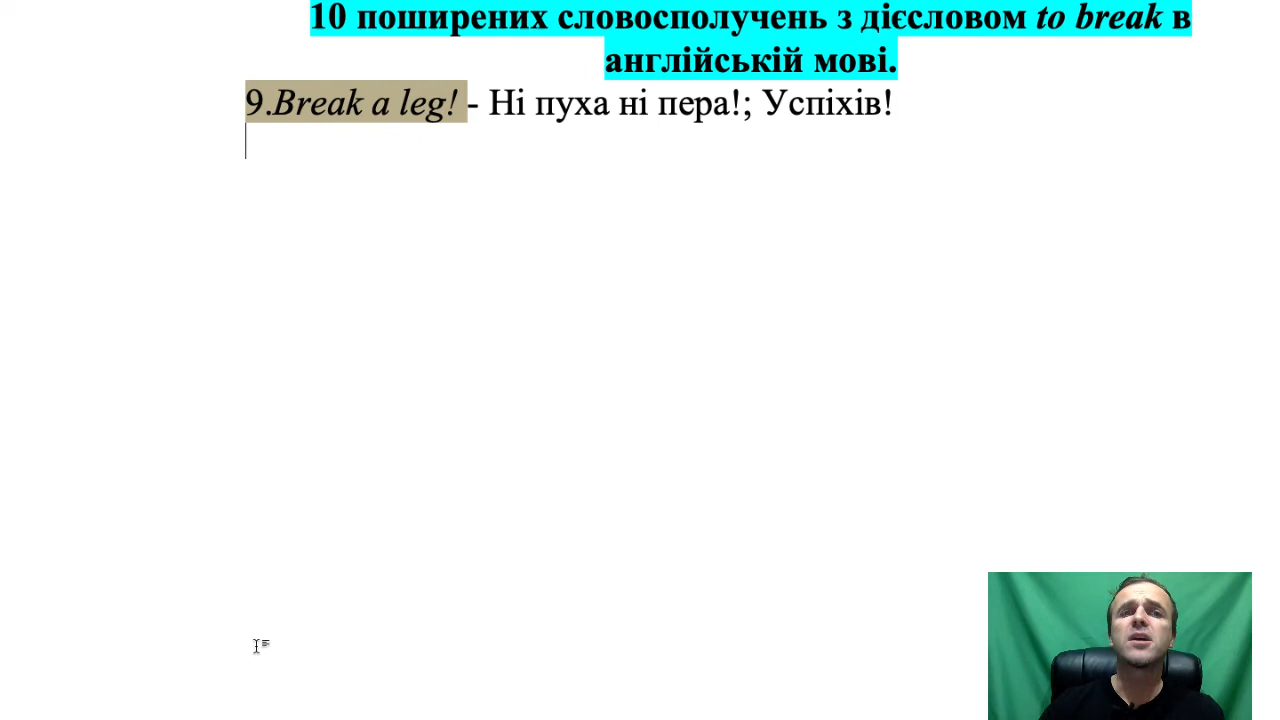 10 поширених словосполучень з дієсловом to break в
англійській мові.
9.Break a leg! - Ні пуха ні пера!; Успіхів!